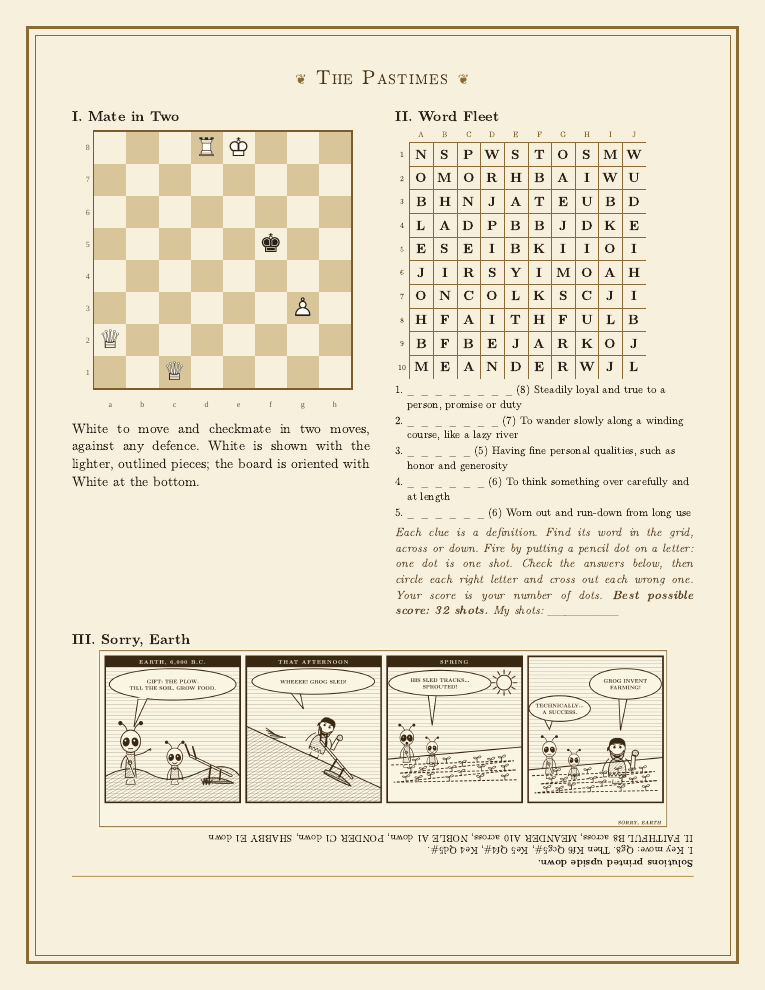 ❦ The Pastimes ❦
I. Mate in Two
8
7
6
5
4
3
2
1
a b c d e f g h
White to move and checkmate in two moves,
against any defence. White is shown with the
lighter, outlined pieces; the board is oriented with
White at the bottom.
II. Word Fleet
A B C D E F G H I J
1 N S P W S T O S M W
2 O M O R H B A I W U
3 B H N J A T E U B D
4 L A D P B B J D K E
5 E S E I B K I I O I
6 J I R S Y I M O A H
7 O N C O L K S C J I
8 H F A I T H F U L B
9 B F B E J A R K O J
10 M E A N D E R W J L
1. _ _ _ _ _ _ _ _ (8) Steadily loyal and true to a
person, promise or duty
2. _ _ _ _ _ _ _ (7) To wander slowly along a winding
course, like a lazy river
3. _ _ _ _ _ (5) Having fine personal qualities, such as
honor and generosity
4. _ _ _ _ _ _ (6) To think something over carefully and
at length
5. _ _ _ _ _ _ (6) Worn out and run-down from long use
Each clue is a definition. Find its word in the grid,
across or down. Fire by putting a pencil dot on a letter:
one dot is one shot. Check the answers below, then
circle each right letter and cross out each wrong one.
Your score is your number of dots. Best possible
score: 32 shots. My shots: ___________
III. Sorry, Earth
EARTH, 6,000 B.C.
GIFT: THE PLOW.
TILL THE SOIL, GROW FOOD.
THAT AFTERNOON
WHEEEE! GROG SLED!
SPRING
HIS SLED TRACKS...
SPROUTED!
GROG INVENT
FARMING!
TECHNICALLY...
A SUCCESS.
SORRY, EARTH
Solutions printed upside down.
I. Key move: Qg8. Then Kf6 Qcg5#, Ke5 Qf4#, Ke4 Qd5#.
II. FAITHFUL B8 across, MEANDER A10 across, NOBLE A1 down, PONDER C1 down, SHABBY E1 down